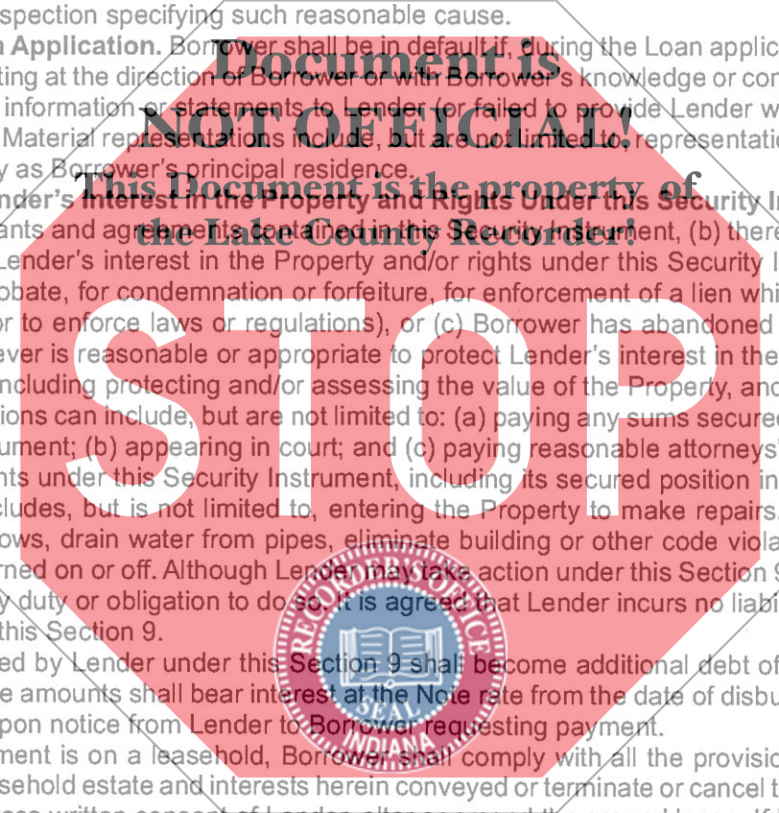 spection specifying such reasonable cause.
Application. Borrower shall be in default if, during the Loan applic
ting at the direction of Borrower or with Borrower's knowledge or con
information or statements to Lender (or failed to provide Lender w
Material representations include, but are not limited to, representatio
y as Borrower's principal residence.
nder's Interest in the Property and Rights Under this Security I
ants and agreements contained in this Security Instrument, (b) there
Lender's interest in the Property and/or rights under this Security I
obate, for condemnation or forfeiture, for enforcement of a lien whi
or to enforce laws or regulations), or (c) Borrower has abandoned
ever is reasonable or appropriate to protect Lender's interest in the
ncluding protecting and/or assessing the value of the Property, and
tions can include, but are not limited to: (a) paying any sums secured
ument; (b) appearing in court; and (c) paying reasonable attorneys'
nts under this Security Instrument, including its secured position in
cludes, but is not limited to, entering the Property to make repairs,
ows, drain water from pipes, eliminate building or other code viola
rned on or off. Although Lender may take action under this Section 9
y duty or obligation to do so. It is agreed that Lender incurs no liabi
this Section 9.
ed by Lender under this Section 9 shall become additional debt of
e amounts shall bear interest at the Note rate from the date of disbu
pon notice from Lender to Borrower requesting payment.
ment is on a leasehold, Borrower shall comply with all the provisio
sehold estate and interests herein conveyed or terminate or cancel t
Document is
NOT OFFICIAL!
This Document is the property of
the Lake County Recorder!
STOP
RECORDER'S OFFICE
SEAL
INDIANA